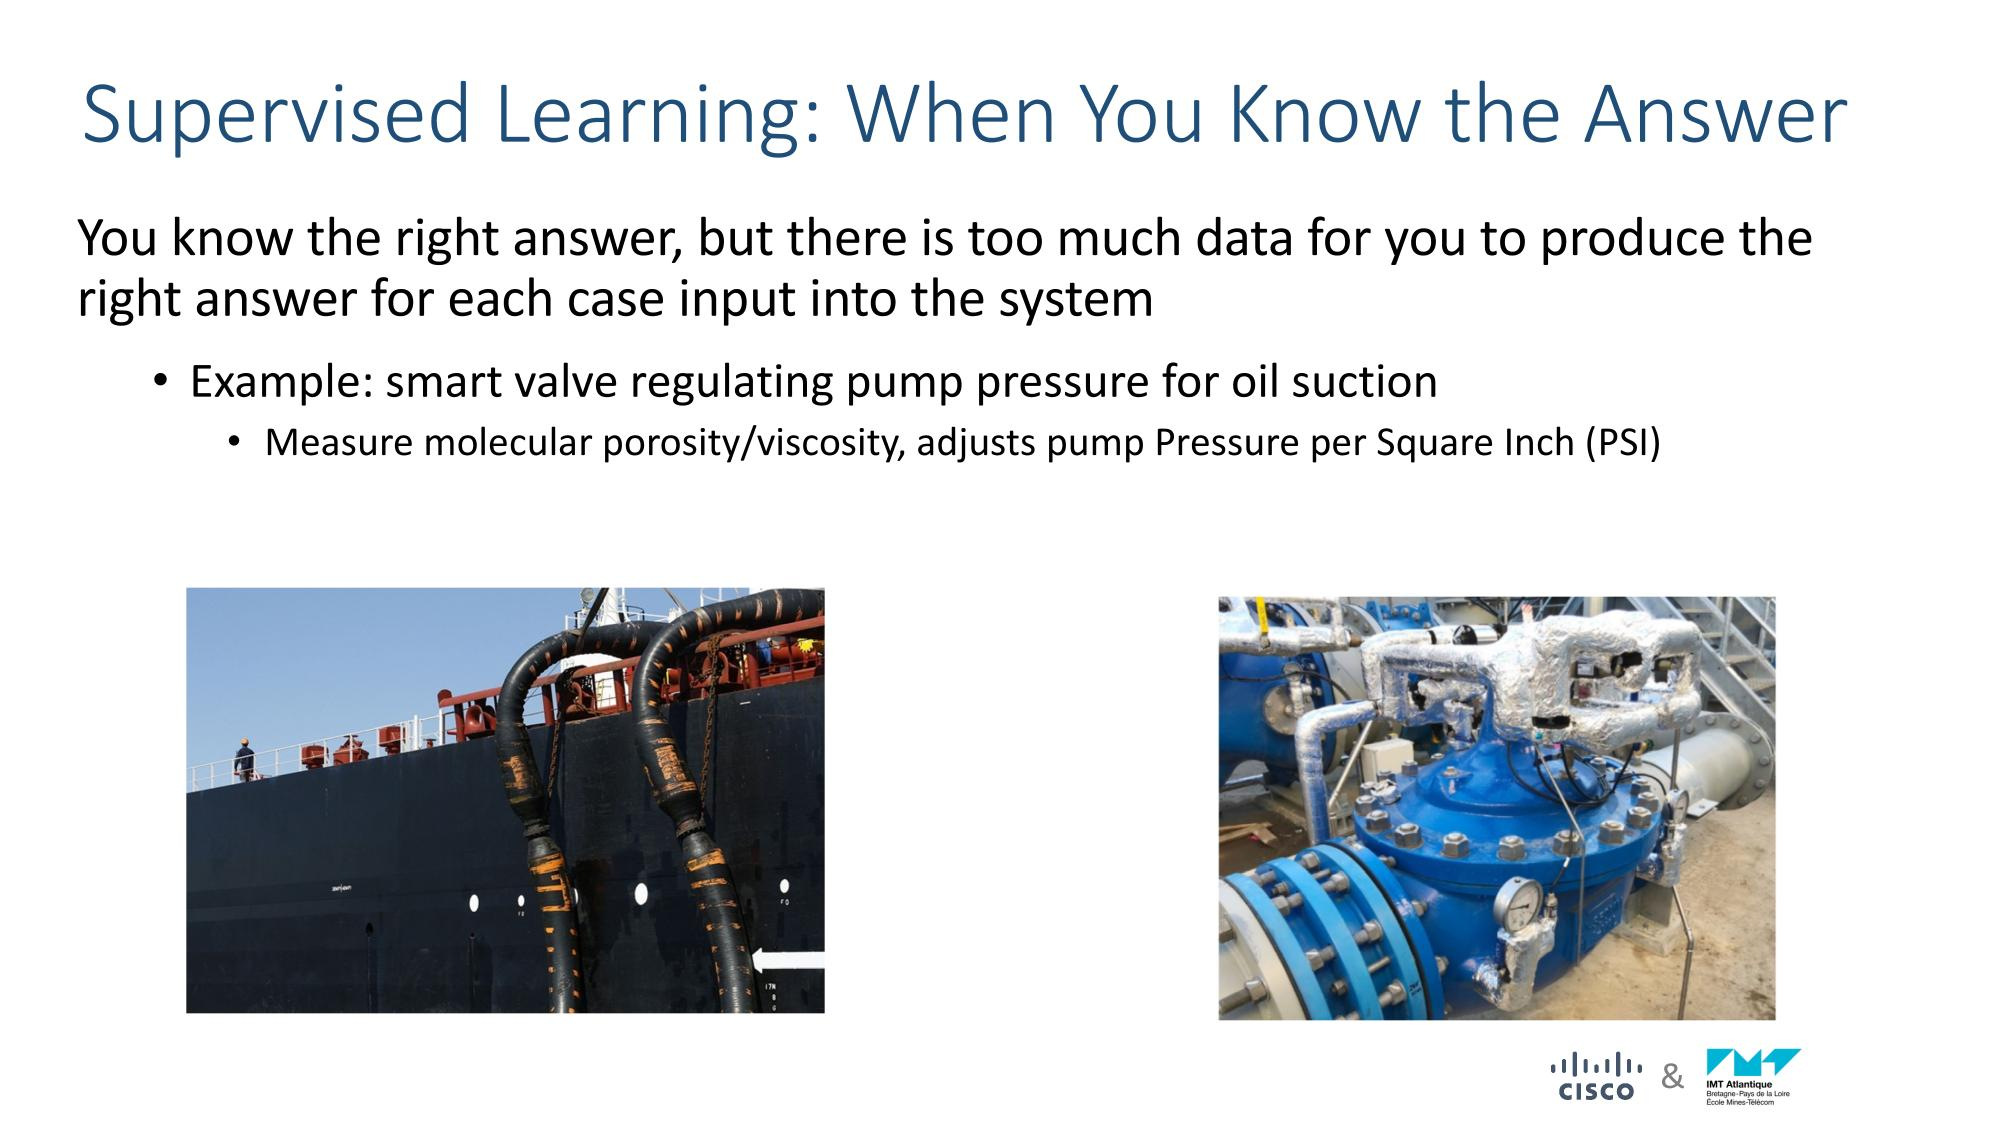 Supervised Learning: When You Know the Answer
You know the right answer, but there is too much data for you to produce the
right answer for each case input into the system
• Example: smart valve regulating pump pressure for oil suction
• Measure molecular porosity/viscosity, adjusts pump Pressure per Square Inch (PSI)
F O
17M
8
CISCO
&
IMT Atlantique
Bretagne-Pays de la Loire
École Mines-Télécom